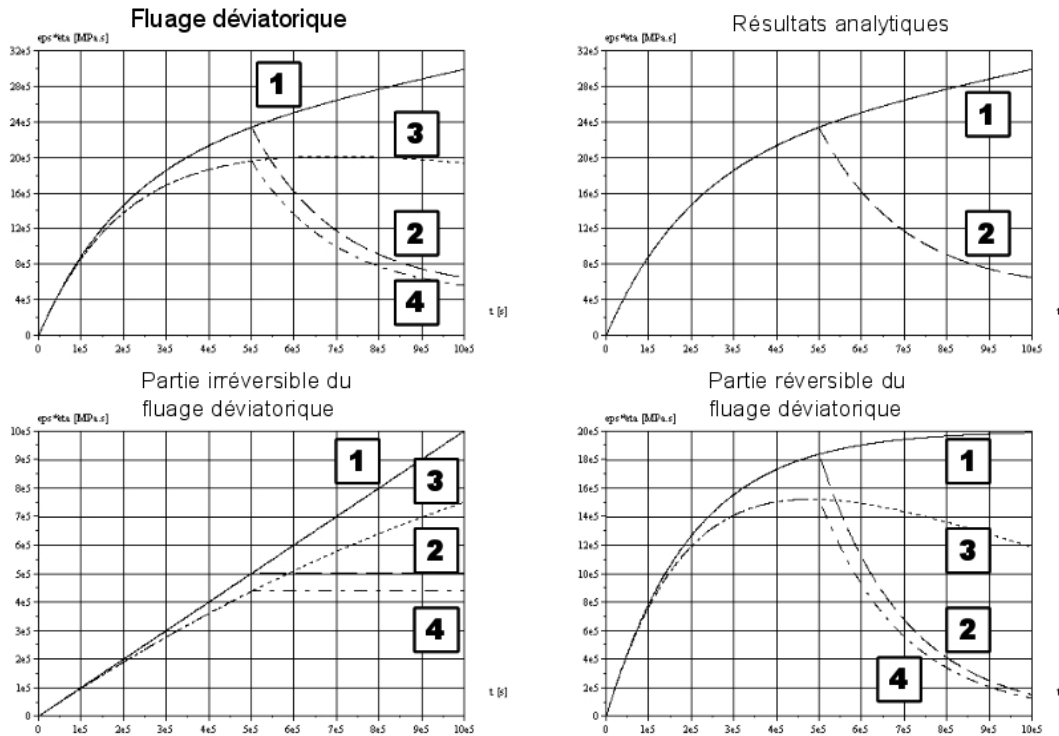 Fluage déviatorique
eps*eta [MPa.s]
32e5
28e5
24e5
20e5
16e5
12e5
8e5
4e5
0
1
3
2
4
t [s]
0 1e5 2e5 3e5 4e5 5e5 6e5 7e5 8e5 9e5 10e5
Résultats analytiques
eps*eta [MPa.s]
32e5
28e5
24e5
20e5
16e5
12e5
8e5
4e5
0
1
2
t
0 1e5 2e5 3e5 4e5 5e5 6e5 7e5 8e5 9e5 10e5
Partie irréversible du
fluage déviatorique
eps*eta [MPa.s]
10e5
9e5
8e5
7e5
6e5
5e5
4e5
3e5
2e5
1e5
0
1
3
2
4
t [s]
0 1e5 2e5 3e5 4e5 5e5 6e5 7e5 8e5 9e5 10e5
Partie réversible du
fluage déviatorique
eps*eta [MPa.s]
20e5
18e5
16e5
14e5
12e5
10e5
8e5
6e5
4e5
2e5
0
1
3
2
4
t
0 1e5 2e5 3e5 4e5 5e5 6e5 7e5 8e5 9e5 10e5